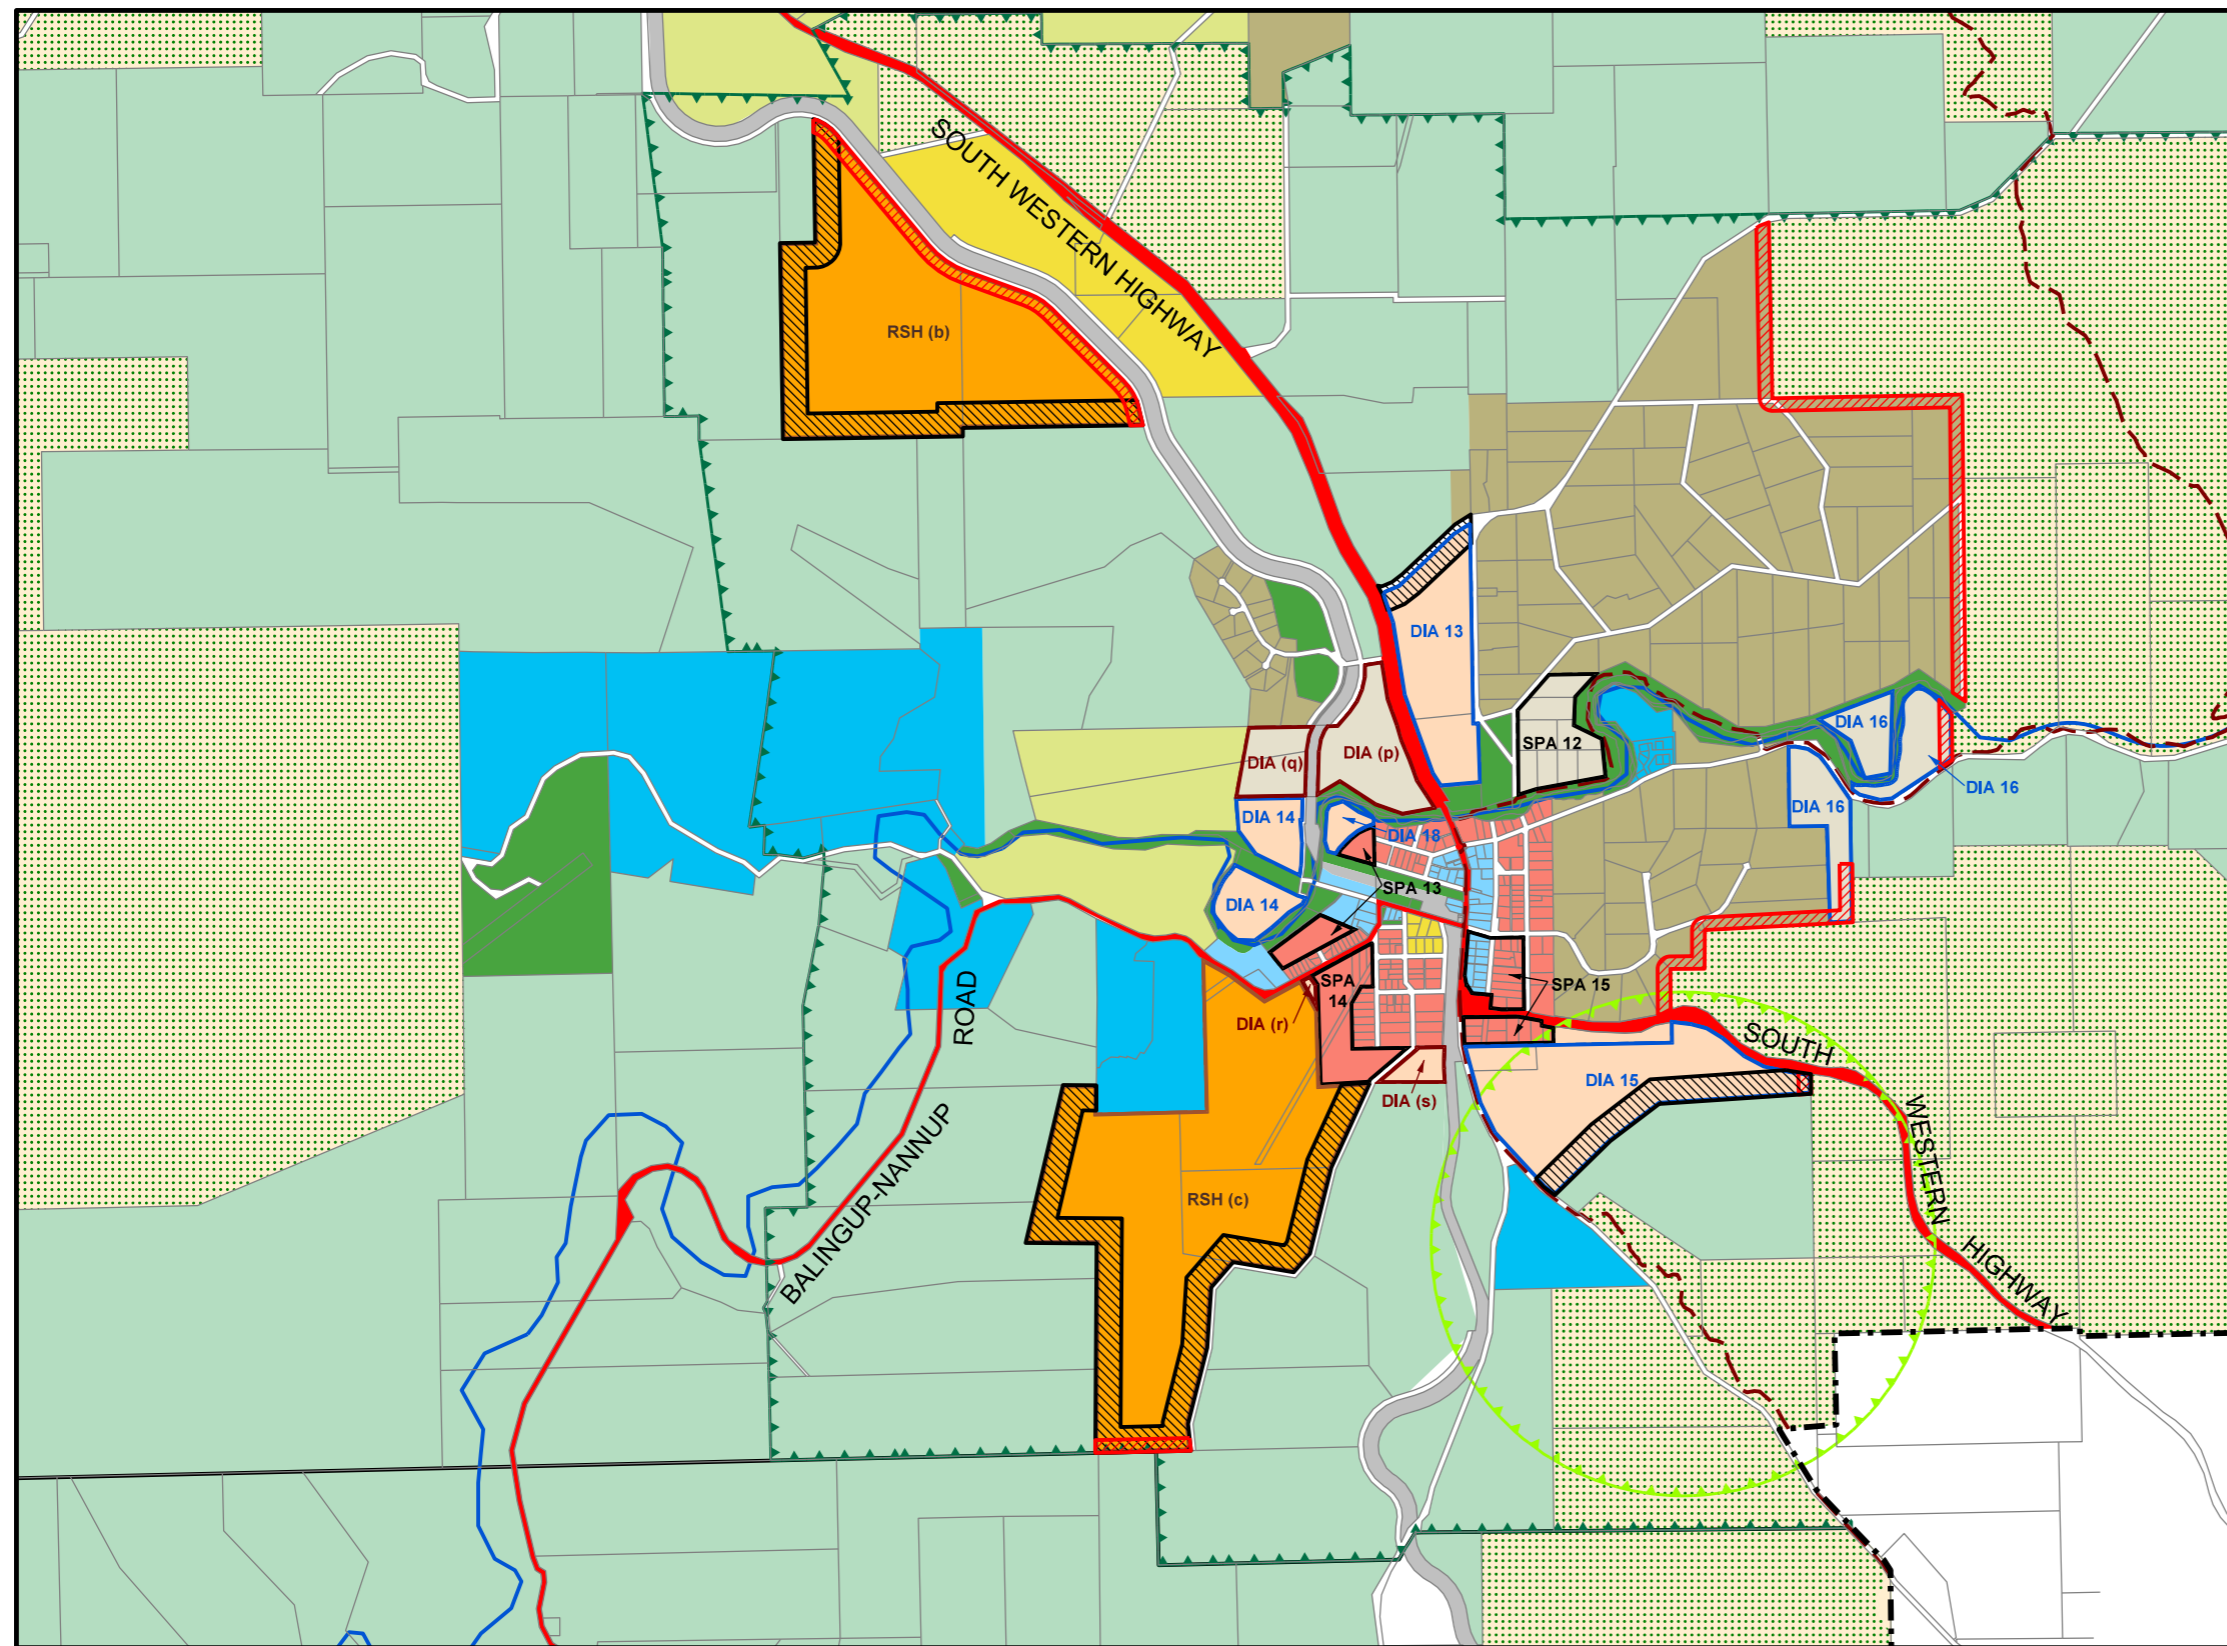 SOUTH WESTERN HIGHWAY
RSH (b)
DIA 13
SPA 12
DIA 16
DIA (p)
DIA (q)
DIA 16
DIA 16
DIA 14
DIA 18
SPA 13
DIA 14
SPA
14
SPA 15
DIA (r)
ROAD
SOUTH
DIA 15
DIA (s)
BALINGUP-NANNUP
WESTERN
RSH (c)
HIGHWAY